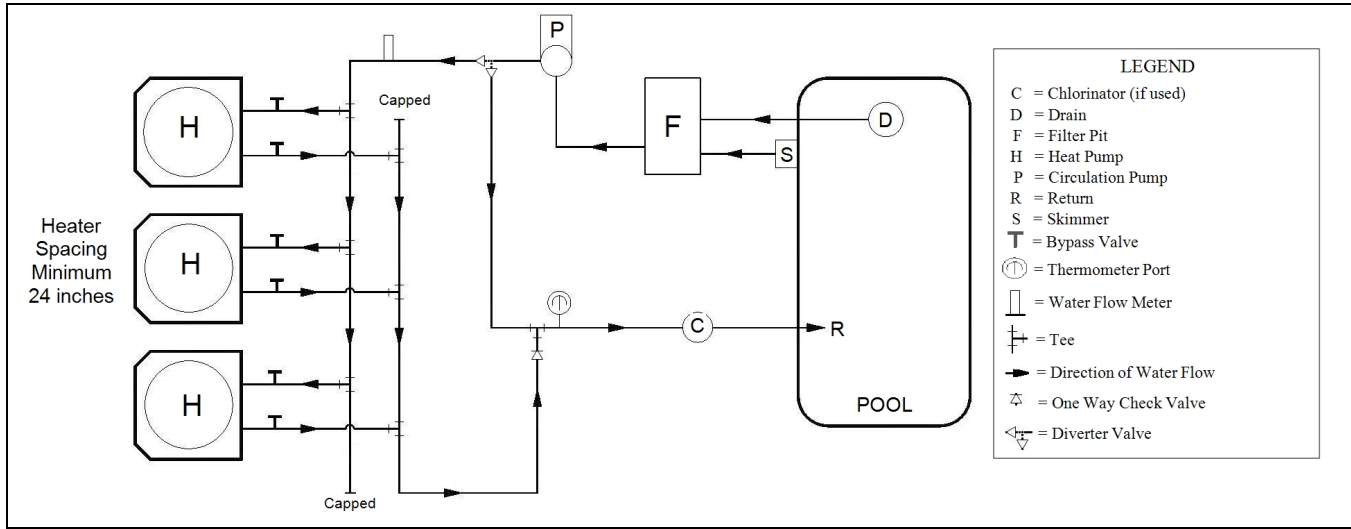 P
Capped
H
F
D
S
Heater
Spacing
Minimum
24 inches
H
C
R
H
POOL
Capped
LEGEND
C = Chlorinator (if used)
D = Drain
F = Filter Pit
H = Heat Pump
P = Circulation Pump
R = Return
S = Skimmer
= Bypass Valve
= Thermometer Port
= Water Flow Meter
= Tee
= Direction of Water Flow
= One Way Check Valve
= Diverter Valve